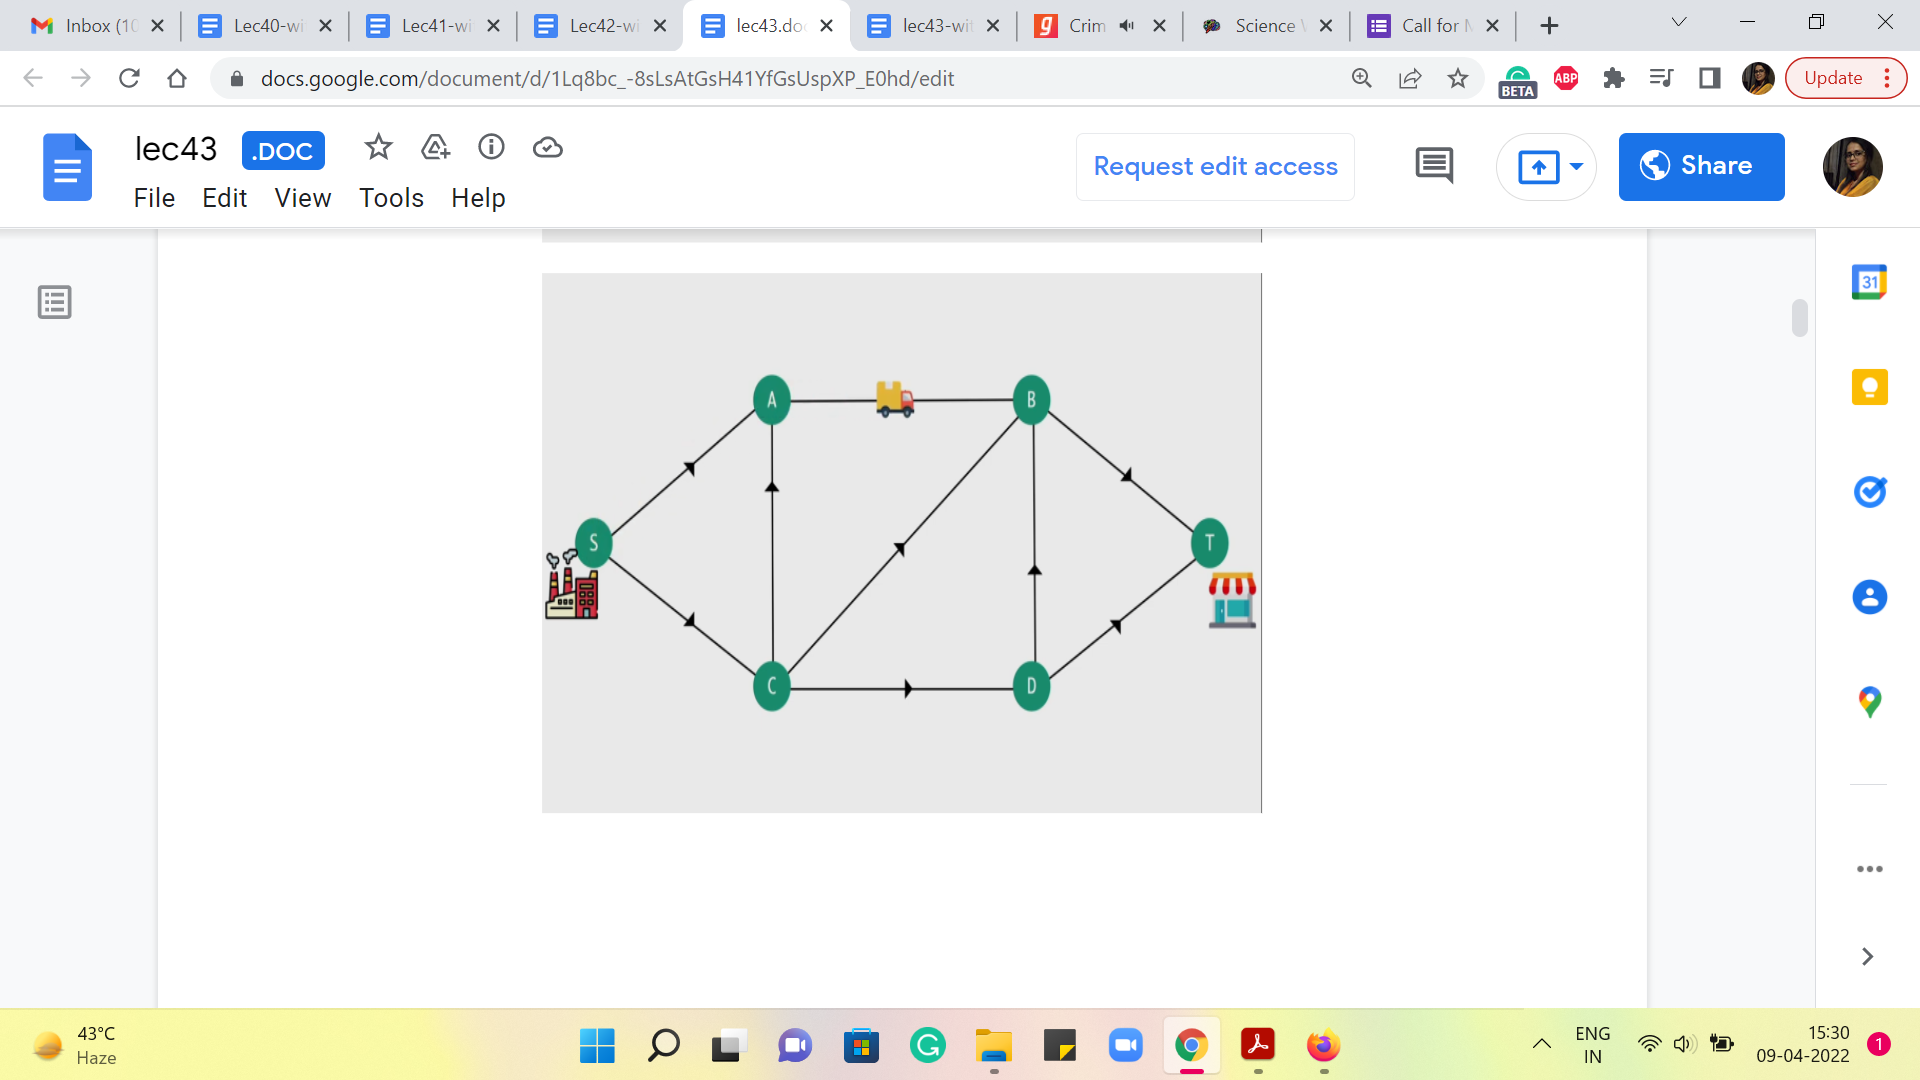 Inbox (10
Lec40-wi
Lec41-wi
Lec42-wi
lec43.doc
lec43-wit
Crim
Science
Call for
docs.google.com/document/d/1Lq8bc_-8sLsAtGsH41YfGsUspXP_E0hd/edit
BETA
ABP
Update
lec43
.DOC
File Edit View Tools Help
Request edit access
Share
31
A
B
S
T
C
D
43°C
Haze
ENG
IN
15:30
09-04-2022
1